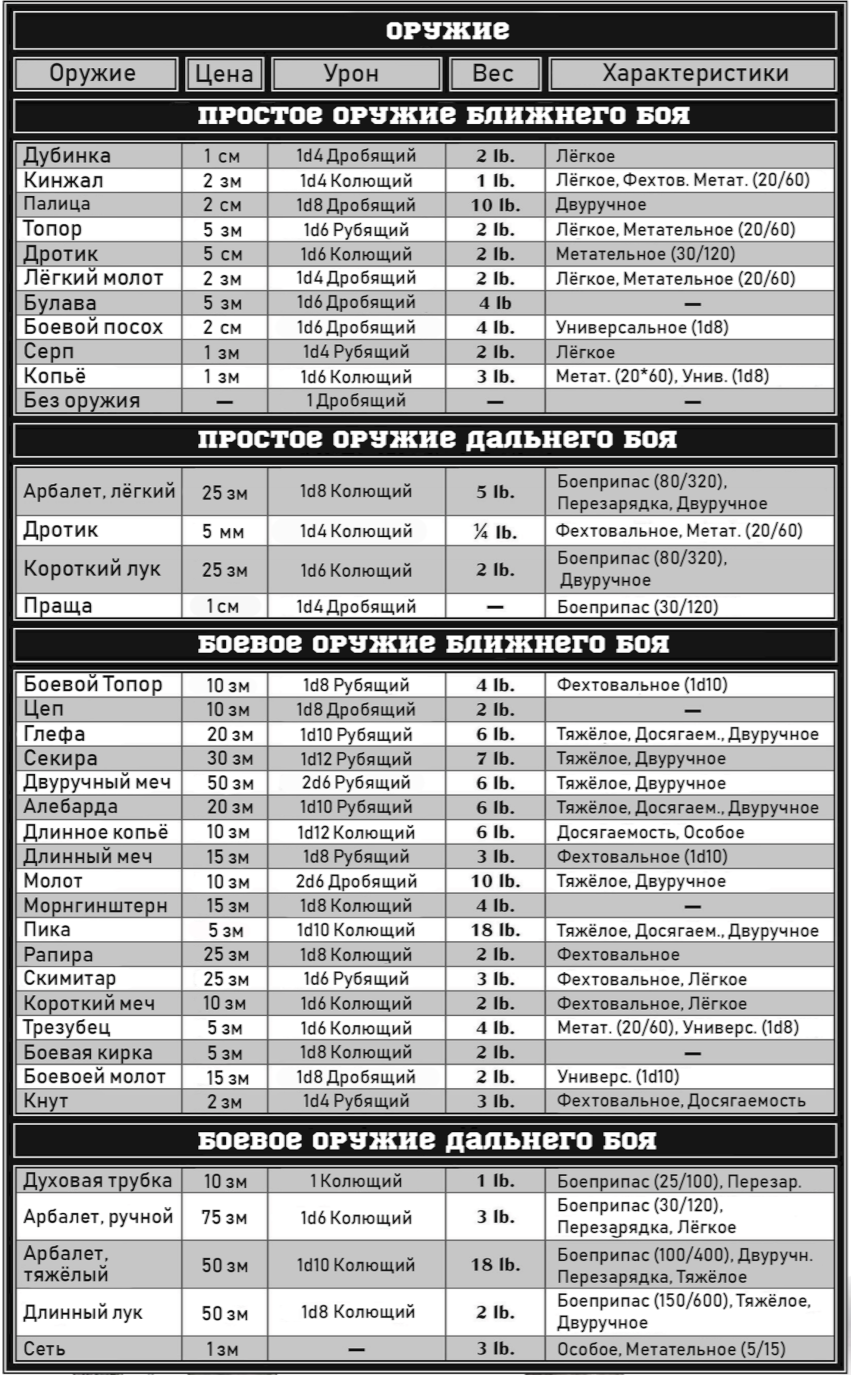 ОРУЖИЕ
Оружие Цена Урон Вес Характеристики
ПРОСТОЕ ОРУЖИЕ БЛИЖНЕГО БОЯ
Дубинка 1 см 1d4 Дробящий 2 lb. Лёгкое
Кинжал 2 зм 1d4 Колющий 1 lb. Лёгкое, Фехтов. Метат. (20/60)
Палица 2 см 1d8 Дробящий 10 lb. Двуручное
Топор 5 зм 1d6 Рубящий 2 lb. Лёгкое, Метательное (20/60)
Дротик 5 см 1d6 Колющий 2 lb. Метательное (30/120)
Лёгкий молот 2 зм 1d4 Дробящий 2 lb. Лёгкое, Метательное (20/60)
Булава 5 зм 1d6 Дробящий 4 lb —
Боевой посох 2 см 1d6 Дробящий 4 lb. Универсальное (1d8)
Серп 1 зм 1d4 Рубящий 2 lb. Лёгкое
Копьё 1 зм 1d6 Колющий 3 lb. Метат. (20*60), Унив. (1d8)
Без оружия — 1 Дробящий — —
ПРОСТОЕ ОРУЖИЕ ДАЛЬНЕГО БОЯ
Арбалет, лёгкий 25 зм 1d8 Колющий 5 lb. Боеприпас (80/320),
Перезарядка, Двуручное
Дротик 5 мм 1d4 Колющий ¼ lb. Фехтовальное, Метат. (20/60)
Короткий лук 25 зм 1d6 Колющий 2 lb. Боеприпас (80/320),
Двуручное
Праща 1 см 1d4 Дробящий — Боеприпас (30/120)
БОЕВОЕ ОРУЖИЕ БЛИЖНЕГО БОЯ
Боевой Топор 10 зм 1d8 Рубящий 4 lb. Фехтовальное (1d10)
Цеп 10 зм 1d8 Дробящий 2 lb. —
Глефа 20 зм 1d10 Рубящий 6 lb. Тяжёлое, Досягаем., Двуручное
Секира 30 зм 1d12 Рубящий 7 lb. Тяжёлое, Двуручное
Двуручный меч 50 зм 2d6 Рубящий 6 lb. Тяжёлое, Двуручное
Алебарда 20 зм 1d10 Рубящий 6 lb. Тяжёлое, Досягаем., Двуручное
Длинное копьё 10 зм 1d12 Колющий 6 lb. Досягаемость, Особое
Длинный меч 15 зм 1d8 Рубящий 3 lb. Фехтовальное (1d10)
Молот 10 зм 2d6 Дробящий 10 lb. Тяжёлое, Двуручное
Морнгинштерн 15 зм 1d8 Колющий 4 lb. —
Пика 5 зм 1d10 Колющий 18 lb. Тяжёлое, Досягаем., Двуручное
Рапира 25 зм 1d8 Колющий 2 lb. Фехтовальное
Скимитар 25 зм 1d6 Рубящий 3 lb. Фехтовальное, Лёгкое
Короткий меч 10 зм 1d6 Колющий 2 lb. Фехтовальное, Лёгкое
Трезубец 5 зм 1d6 Колющий 4 lb. Метат. (20/60), Универс. (1d8)
Боевая кирка 5 зм 1d8 Колющий 2 lb. —
Боевоей молот 15 зм 1d8 Дробящий 2 lb. Универс. (1d10)
Кнут 2 зм 1d4 Рубящий 3 lb. Фехтовальное, Досягаемость
БОЕВОЕ ОРУЖИЕ ДАЛЬНЕГО БОЯ
Духовая трубка 10 зм 1 Колющий 1 lb. Боеприпас (25/100), Перезар.
Арбалет, ручной 75 зм 1d6 Колющий 3 lb. Боеприпас (30/120),
Перезарядка, Лёгкое
Арбалет,
тяжёлый 50 зм 1d10 Колющий 18 lb. Боеприпас (100/400), Двуручн.
Перезарядка, Тяжёлое
Длинный лук 50 зм 1d8 Колющий 2 lb. Боеприпас (150/600), Тяжёлое,
Двуручное
Сеть 1 зм — 3 lb. Особое, Метательное (5/15)